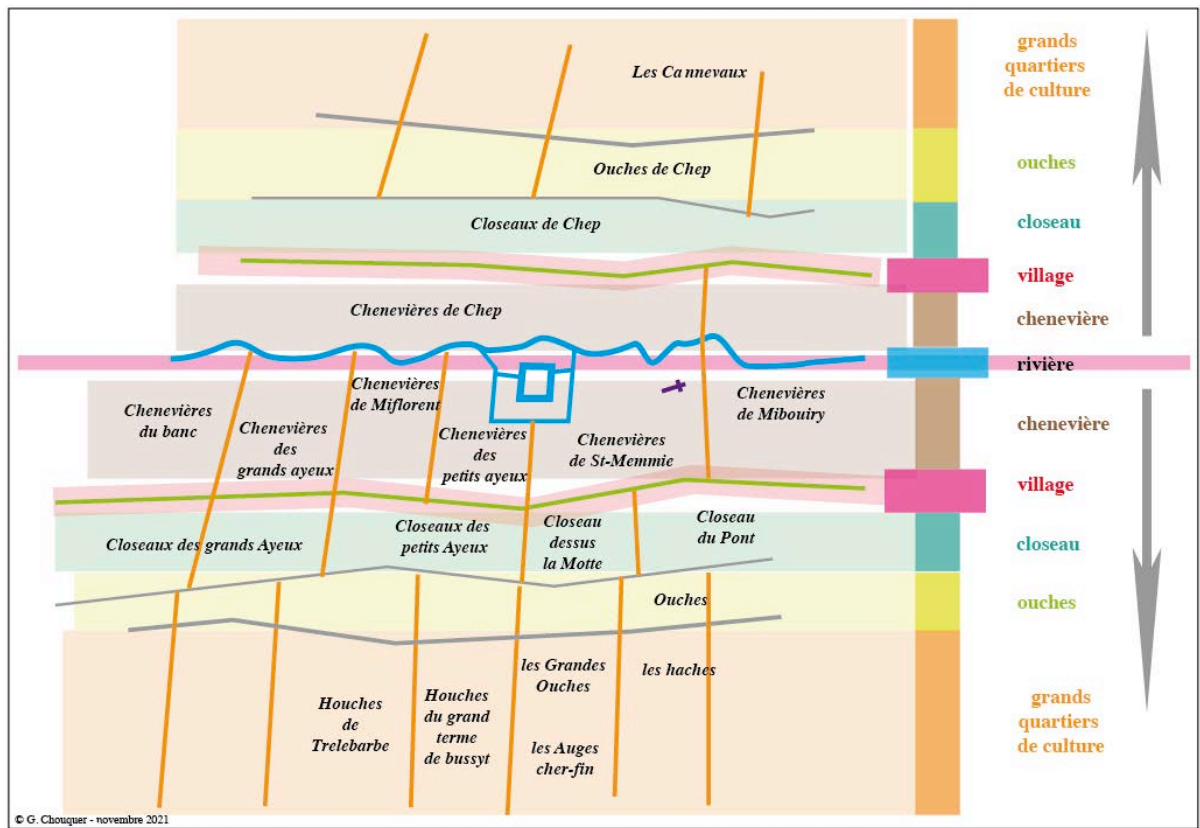 grands
quartiers
de culture
Les Cannevaux
Ouches de Chep
ouches
Closeaux de Chep
closeau
village
Chenevières de Chep
chenevière
rivière
Chenevières
du banc
Chenevières
des
grands ayeux
Chenevières
de Miflorent
Chenevières
des
petits ayeux
Chenevières
de St-Memmie
Chenevières
de Mibouiry
chenevière
village
Closeaux des grands Ayeux
Closeaux des
petits Ayeux
Closeau
dessus
la Motte
Closeau
du Pont
closeau
Ouches
ouches
Houches
de
Trelebarbe
Houches
du grand
terme
de bussyt
les Grandes
Ouches
les Auges
cher-fin
les haches
grands
quartiers
de culture
© G. Chouquer - novembre 2021